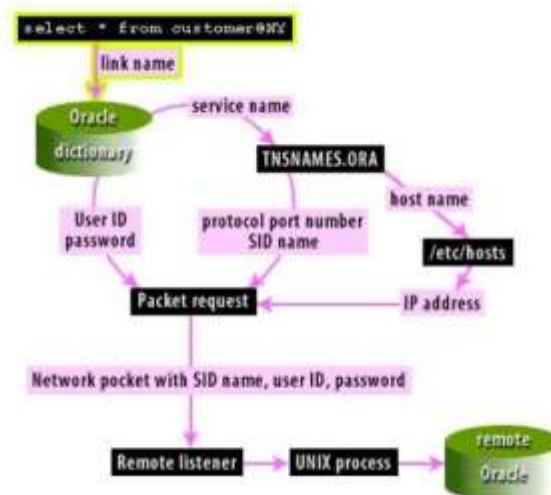 select * from customer@NY
link name
service name
Oracle
dictionary
TNSNAMES.ORA
host name
User ID
password
protocol port number
SID name
/etc/hosts
Packet request
IP address
Network pocket with SID name, user ID, password
Remote listener
UNIX process
remote
Oracle